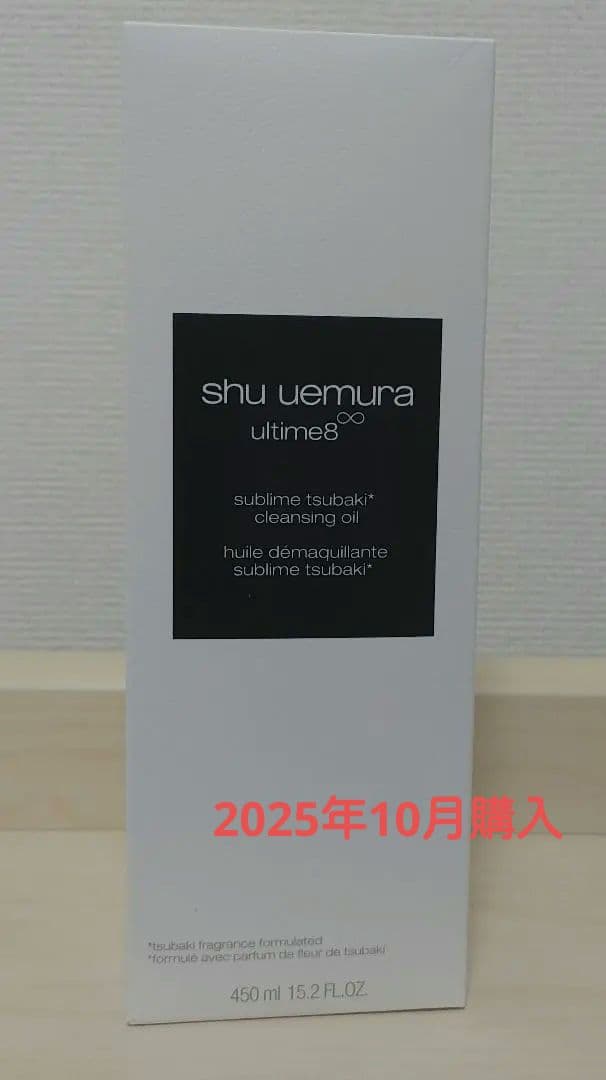 shu uemura
ultime8∞
sublime tsubaki*
cleansing oil
huile démaquillante
sublime tsubaki*
2025年10月購入
*tsubaki fragrance formulated
*formulé avec parfum de fleur de tsubaki
450 ml 15.2 FL.OZ.